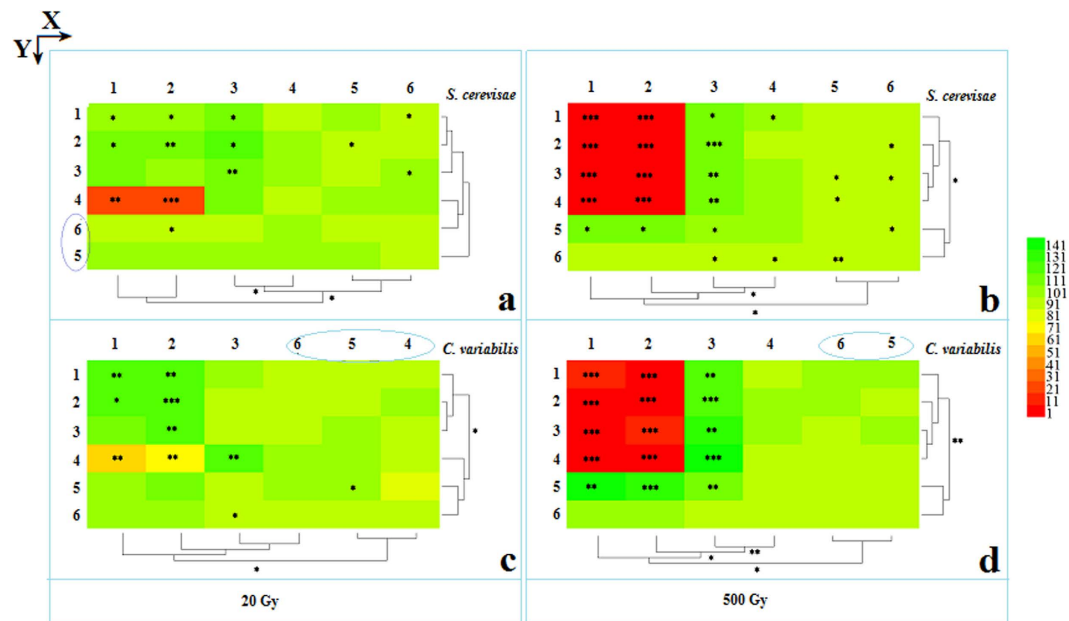 X
Y
1 2 3 4 5 6
S. cerevisae
1 * * * *
2 * ** * *
3 ** *
4 ** ***
6 *
5
* *
a
1 2 3 4 5 6
S. cerevisae
1 *** *** * *
2 *** *** *** *
3 *** *** ** * *
4 *** *** ** *
5 * * * *
6 * * **
*
*
*
b
1 2 3 6 5 4
C. variabilis
1 ** **
2 * ***
3 **
4 ** ** **
5 *
6 *
*
*
c
1 2 3 4 6 5
C. variabilis
1 *** *** **
2 *** *** ***
3 *** *** **
4 *** *** ***
5 ** *** **
6
**
* **
*
d
141
131
121
111
101
91
81
71
61
51
41
31
21
11
1
20 Gy
500 Gy